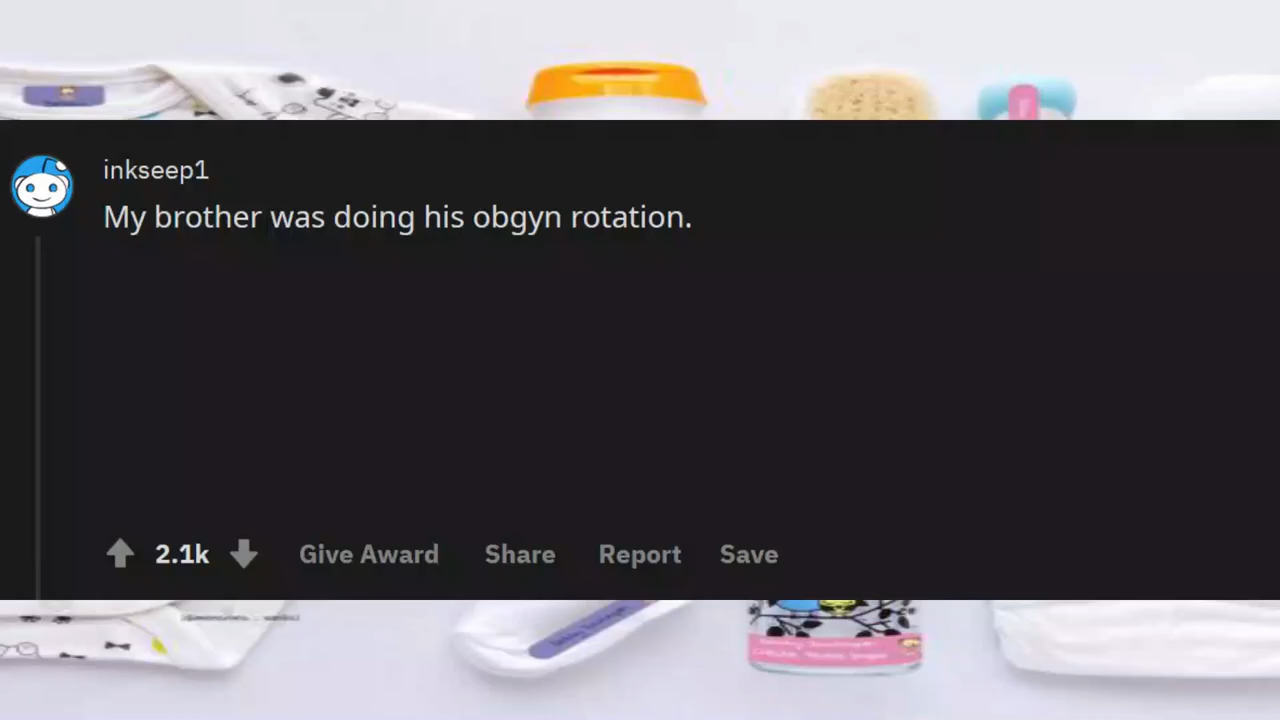 inkseep1
My brother was doing his obgyn rotation.
2.1k Give Award Share Report Save